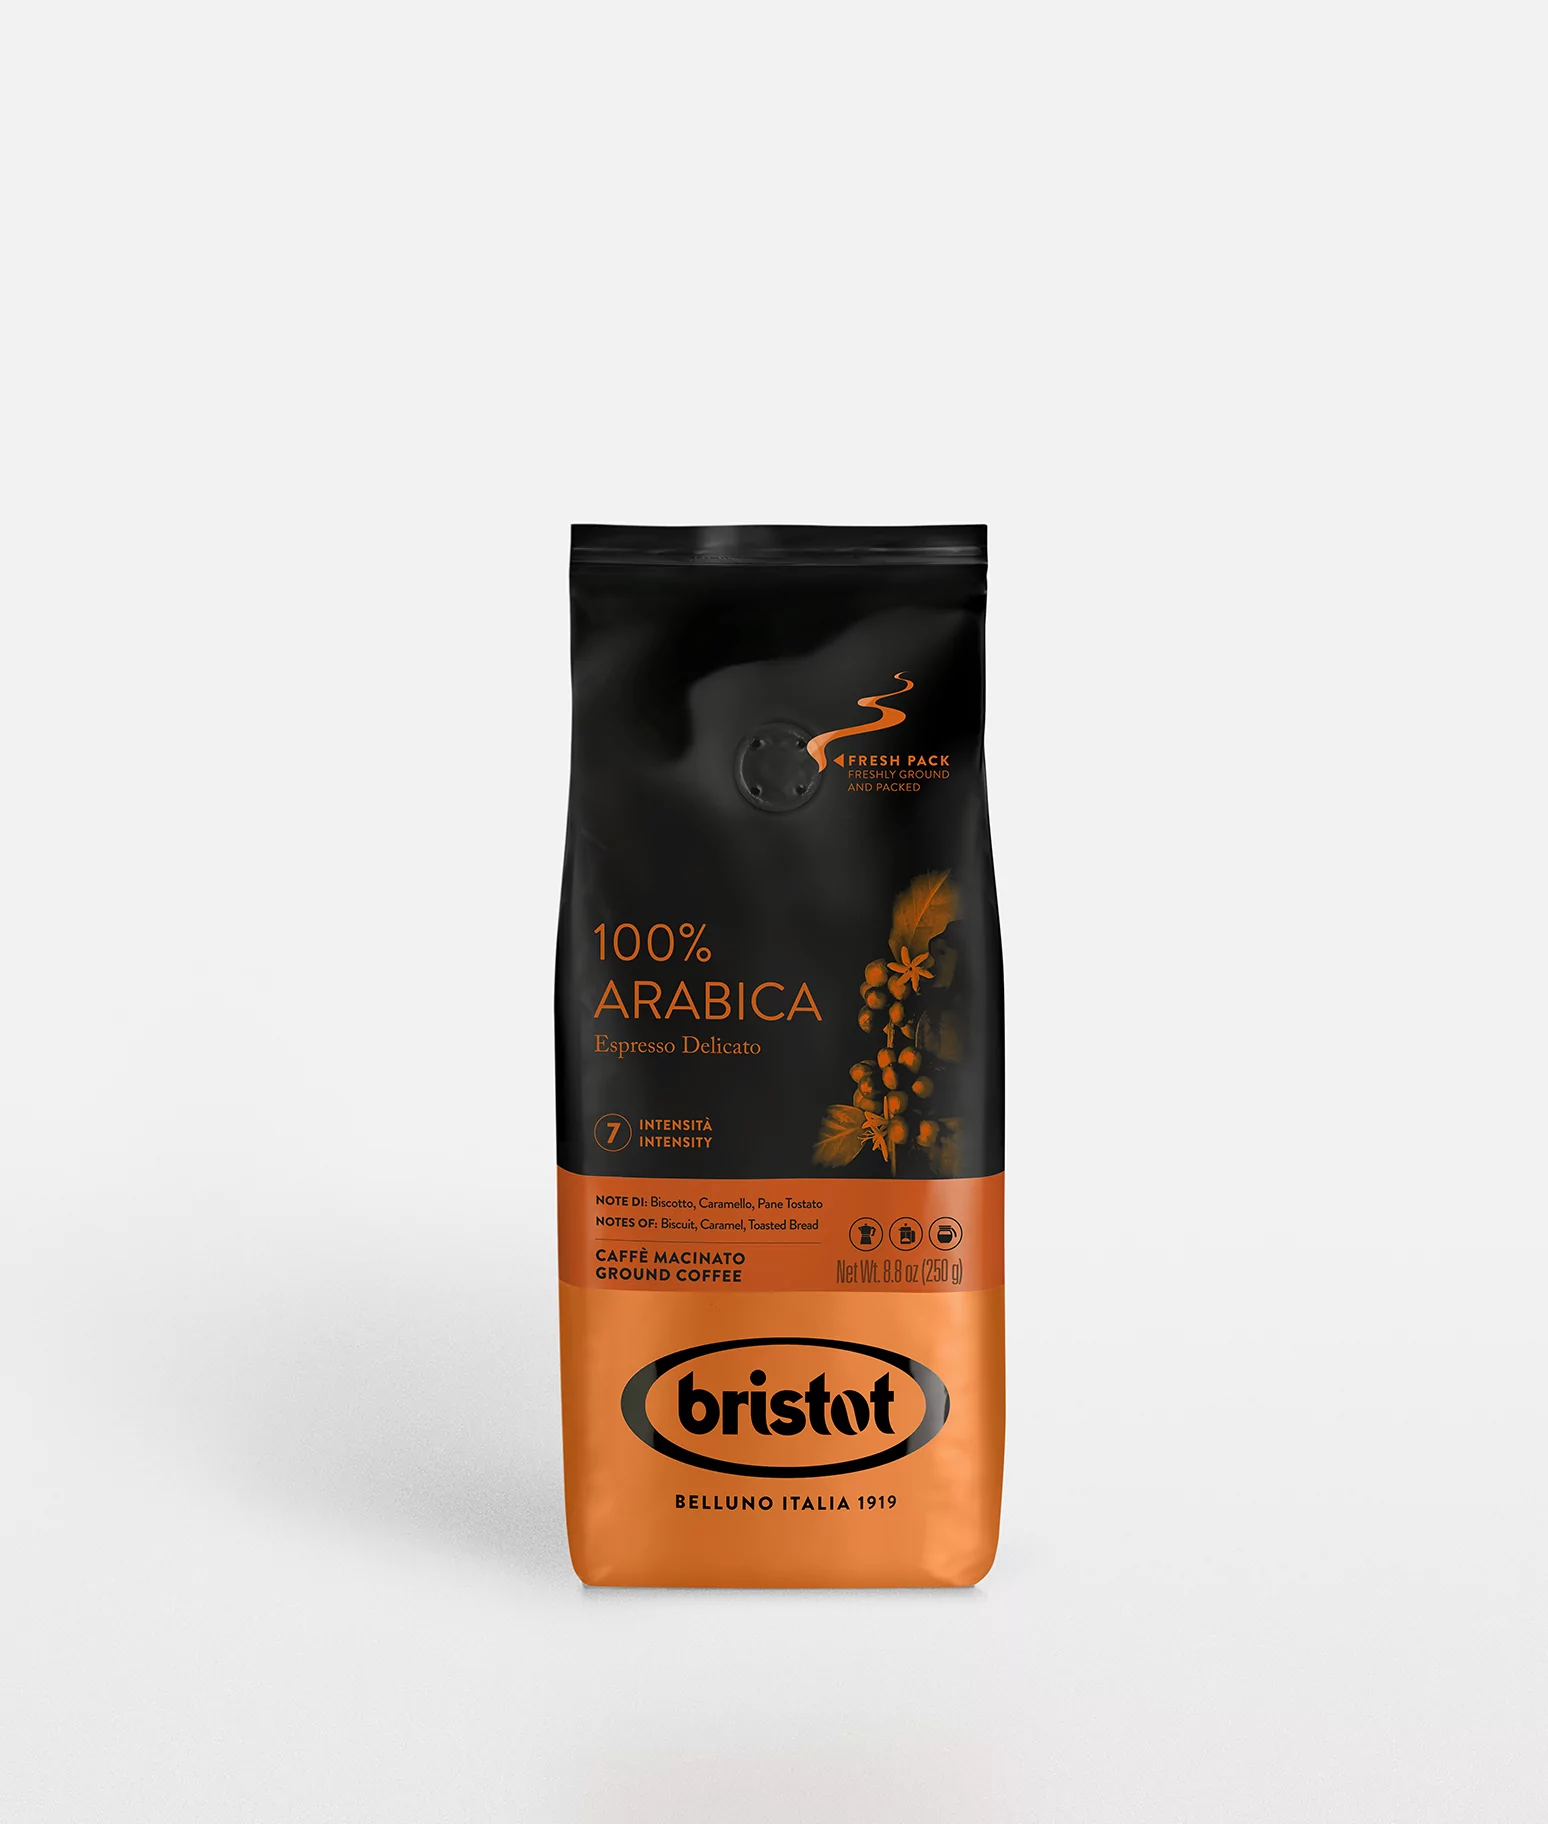 FRESH PACK
FRESHLY GROUND
AND PACKED
100%
ARABICA
Espresso Delicato
7
INTENSITÀ
INTENSITY
NOTE DI: Biscotto, Caramello, Pane Tostato
NOTES OF: Biscuit, Caramel, Toasted Bread
CAFFÈ MACINATO
GROUND COFFEE
Net Wt. 8.8 oz (250 g)
bristot
BELLUNO ITALIA 1919